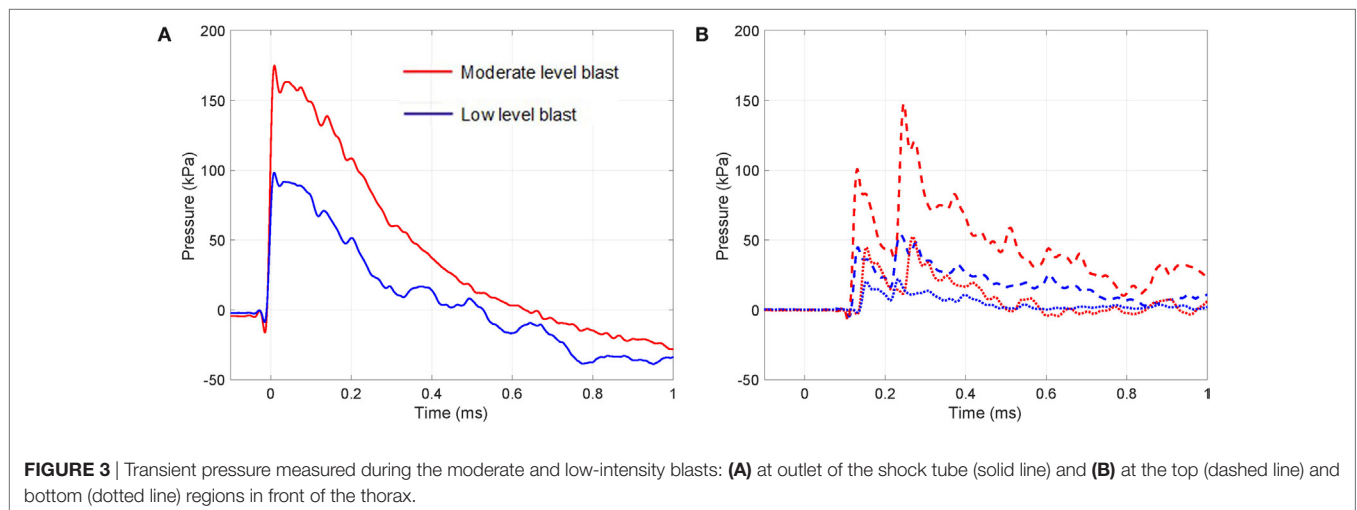 A
B
200
150
100
50
0
-50
Pressure (kPa)
Moderate level blast
Low level blast
0 0.2 0.4 0.6 0.8 1
Time (ms)
200
150
100
50
0
-50
Pressure (kPa)
0 0.2 0.4 0.6 0.8 1
Time (ms)
FIGURE 3 | Transient pressure measured during the moderate and low-intensity blasts: (A) at outlet of the shock tube (solid line) and (B) at the top (dashed line) and
bottom (dotted line) regions in front of the thorax.